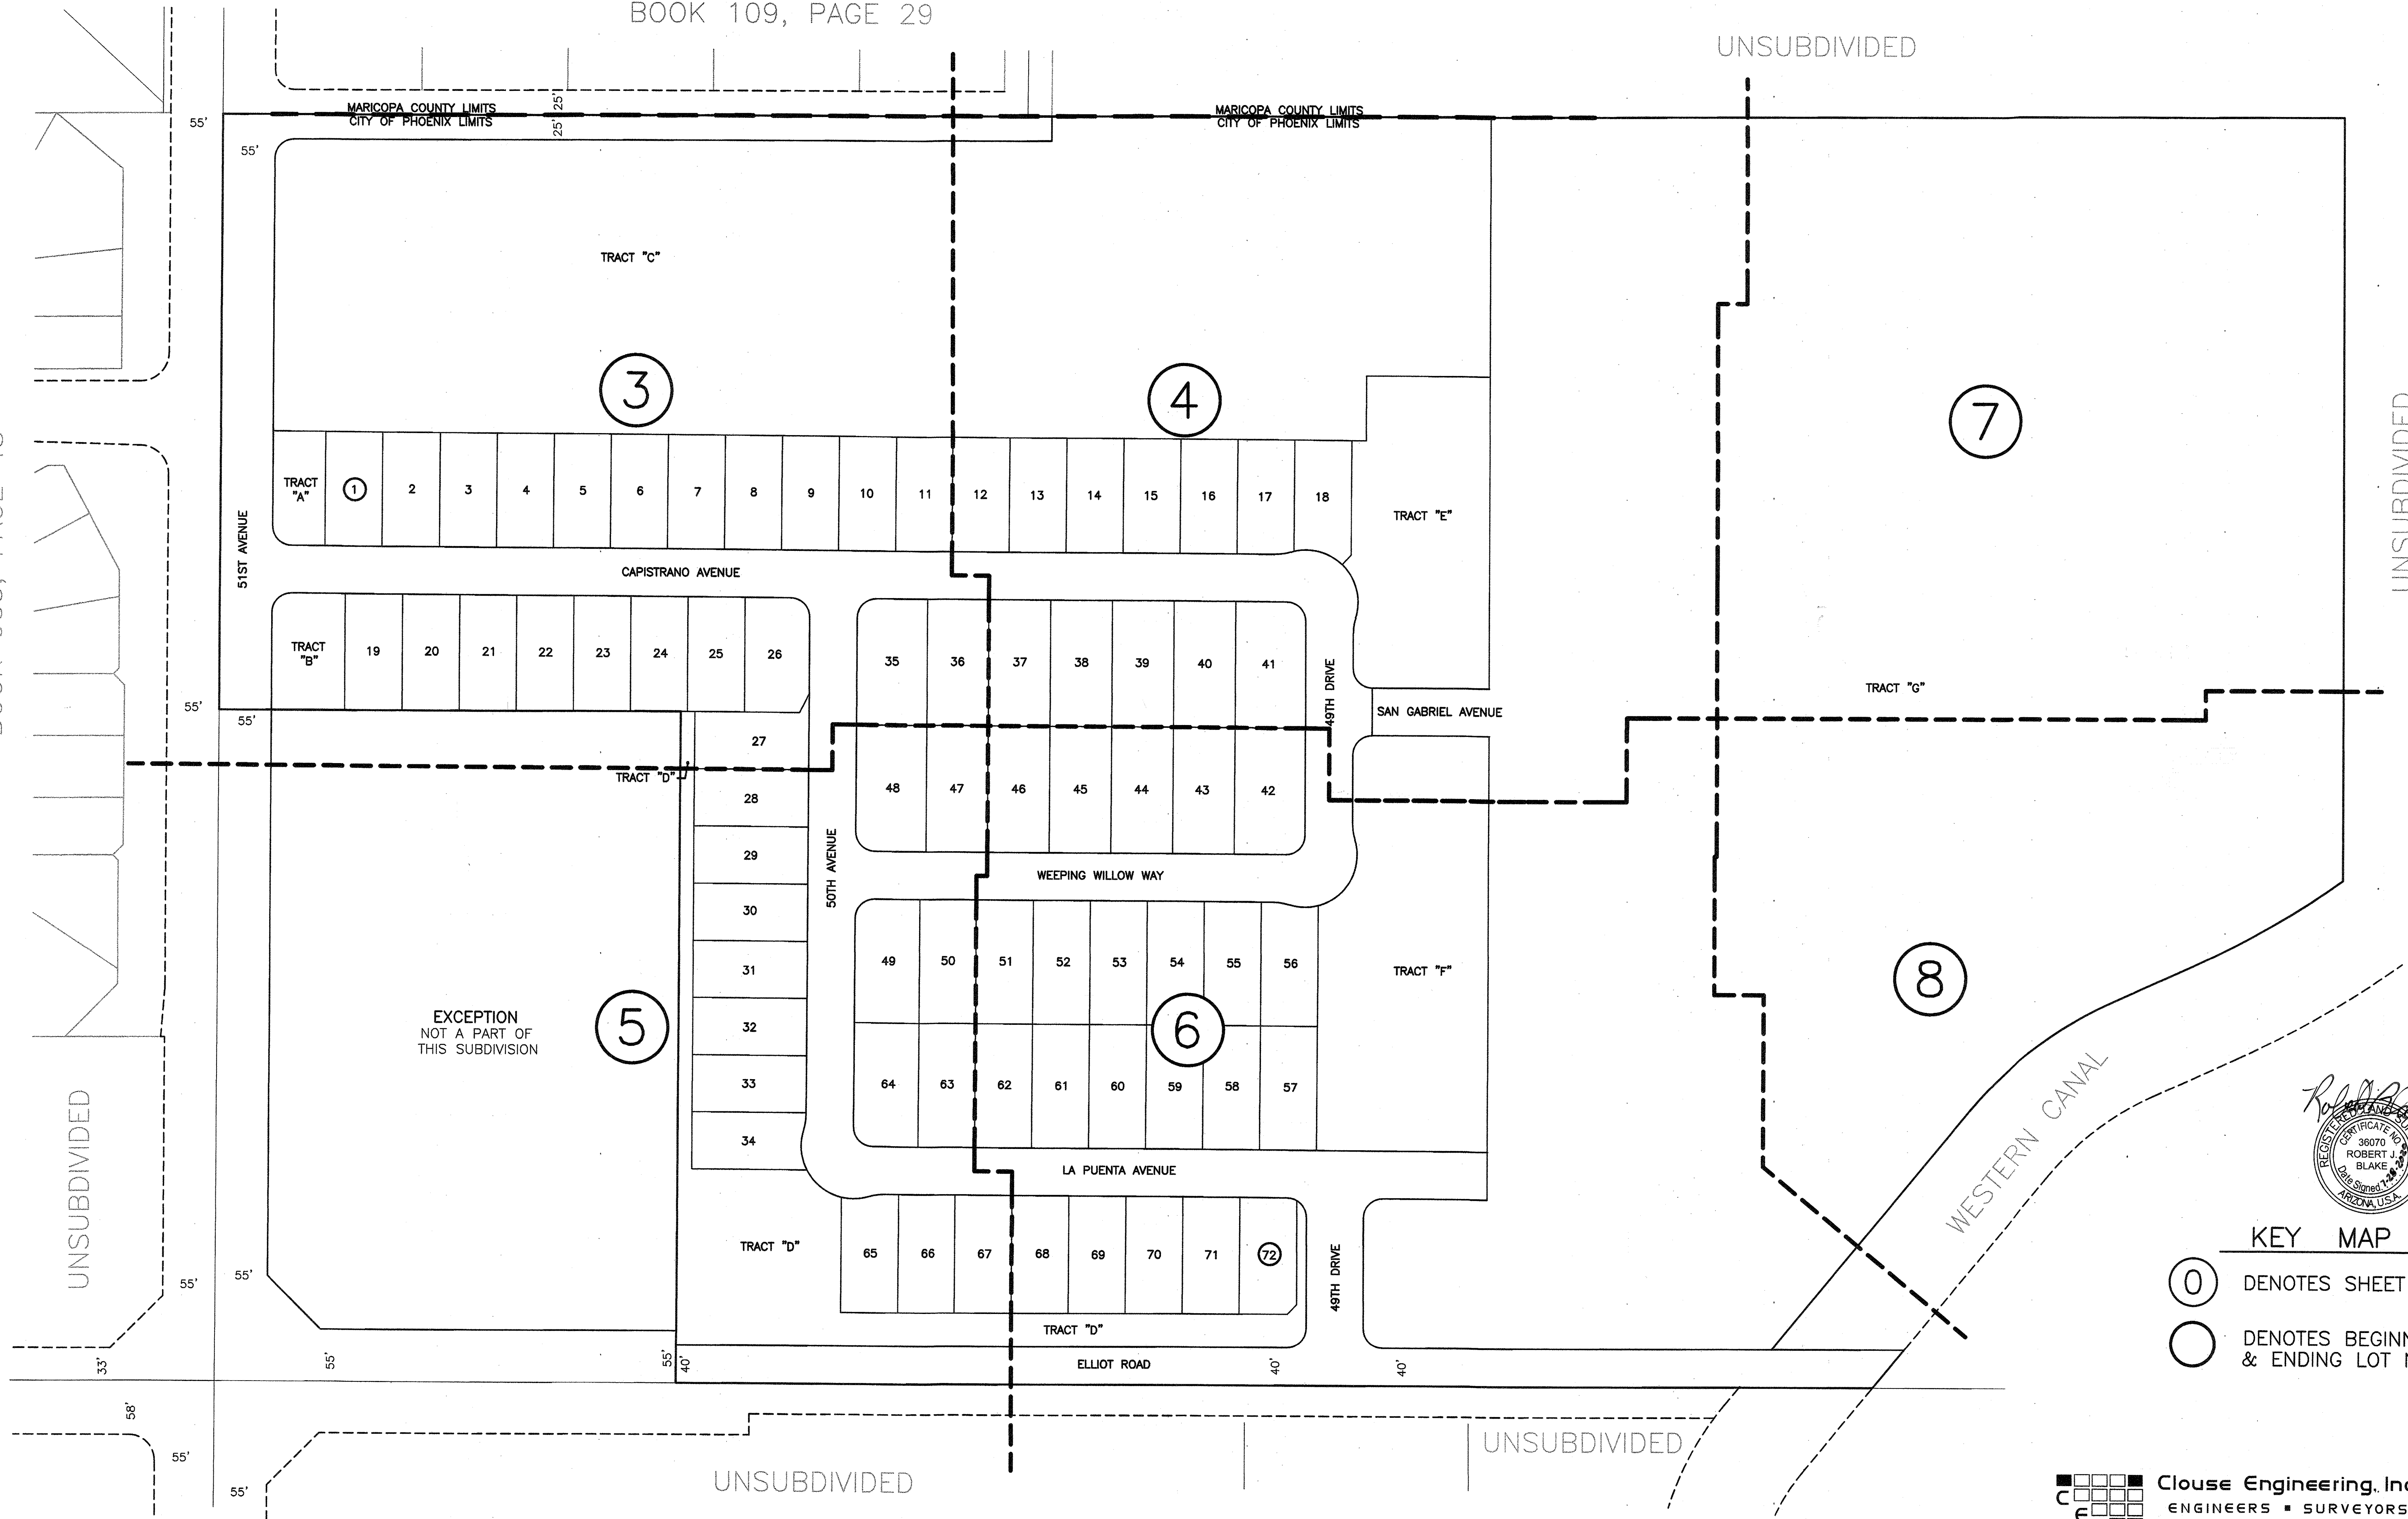 BOOK 109, PAGE 29
UNSUBDIVIDED
MARICOPA COUNTY LIMITS
CITY OF PHOENIX LIMITS
25'
25'
MARICOPA COUNTY LIMITS
CITY OF PHOENIX LIMITS
55'
55'
TRACT "C"
3
4
7
UNSUBDIVIDED
TRACT
"A"
1 2 3 4 5 6 7 8 9 10 11 12 13 14 15 16 17 18
TRACT "E"
51ST AVENUE
CAPISTRANO AVENUE
TRACT
"B"
19 20 21 22 23 24 25 26
35 36 37 38 39 40 41
49TH DRIVE
TRACT "G"
SAN GABRIEL AVENUE
55'
55'
27
TRACT "D"
28
48 47 46 45 44 43 42
29
50TH AVENUE
WEEPING WILLOW WAY
30
31
49 50 51 52 53 54 55 56
TRACT "F"
8
EXCEPTION
NOT A PART OF
THIS SUBDIVISION
5
32
6
33
64 63 62 61 60 59 58 57
34
LA PUENTA AVENUE
UNSUBDIVIDED
WESTERN CANAL
REGISTERED LAND
CERTIFICATE NO.
36070
ROBERT J.
BLAKE
Date Signed
ARIZONA, U.S.A.
TRACT "D"
65 66 67 68 69 70 71 72
49TH DRIVE
KEY MAP
0 DENOTES SHEET
DENOTES
& ENDING LOT
55'
55'
TRACT "D"
33'
55'
55'
40'
ELLIOT ROAD
40'
40'
58'
55'
55'
UNSUBDIVIDED
UNSUBDIVIDED
C
E
Clouse Engineering,
ENGINEERS ▪ SURVEYORS